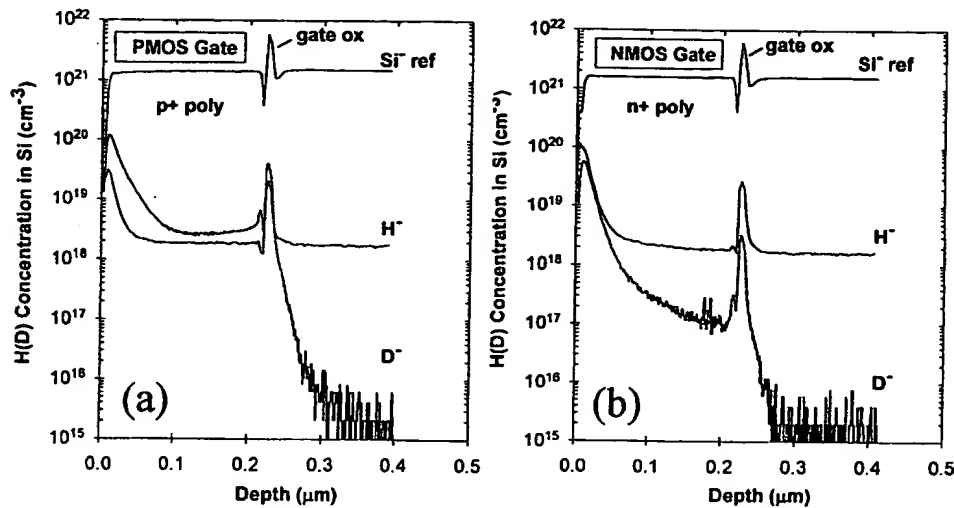 PMOS Gate
gate ox
Si⁻ ref
p+ poly
H⁻
D⁻
(a)
H(D) Concentration in Si (cm⁻³)
10²²
10²¹
10²⁰
10¹⁹
10¹⁸
10¹⁷
10¹⁶
10¹⁵
0.0 0.1 0.2 0.3 0.4 0.5
Depth (μm)
NMOS Gate
gate ox
Si⁻ ref
n+ poly
H⁻
D⁻
(b)
H(D) Concentration in Si (cm⁻³)
10²²
10²¹
10²⁰
10¹⁹
10¹⁸
10¹⁷
10¹⁶
10¹⁵
0.0 0.1 0.2 0.3 0.4 0.5
Depth (μm)